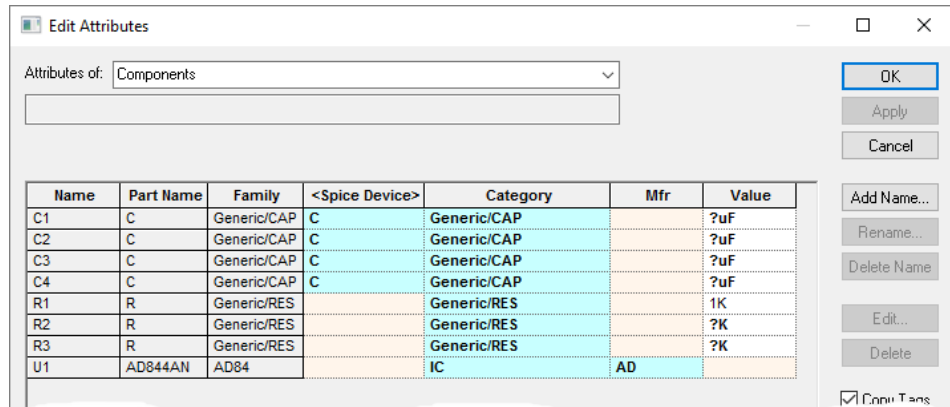 Edit Attributes
Attributes of: Components
OK
Apply
Cancel
Name Part Name Family <Spice Device> Category Mfr Value
Add Name...
C1 C Generic/CAP C Generic/CAP ?uF
C2 C Generic/CAP C Generic/CAP ?uF
Rename...
C3 C Generic/CAP C Generic/CAP ?uF
Delete Name
C4 C Generic/CAP C Generic/CAP ?uF
R1 R Generic/RES Generic/RES 1K
R2 R Generic/RES Generic/RES ?K
Edit...
R3 R Generic/RES Generic/RES ?K
Delete
U1 AD844AN AD84 IC AD
Copy Tags